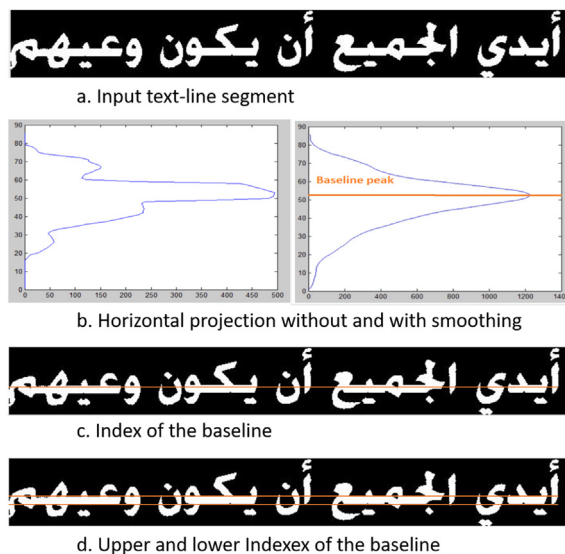 أيدي الجميع أن يكون وعيهم
a. Input text-line segment
90
80
70
60
50
40
30
20
10
0
0 50 100 150 200 250 300 350 400 450 500
90
80
70
60
50
40
30
20
10
0
Baseline peak
0 200 400 600 800 1000 1200 1400
b. Horizontal projection without and with smoothing
أيدي الجميع أن يكون وعيهم
c. Index of the baseline
أيدي الجميع أن يكون وعيهم
d. Upper and lower Indexex of the baseline